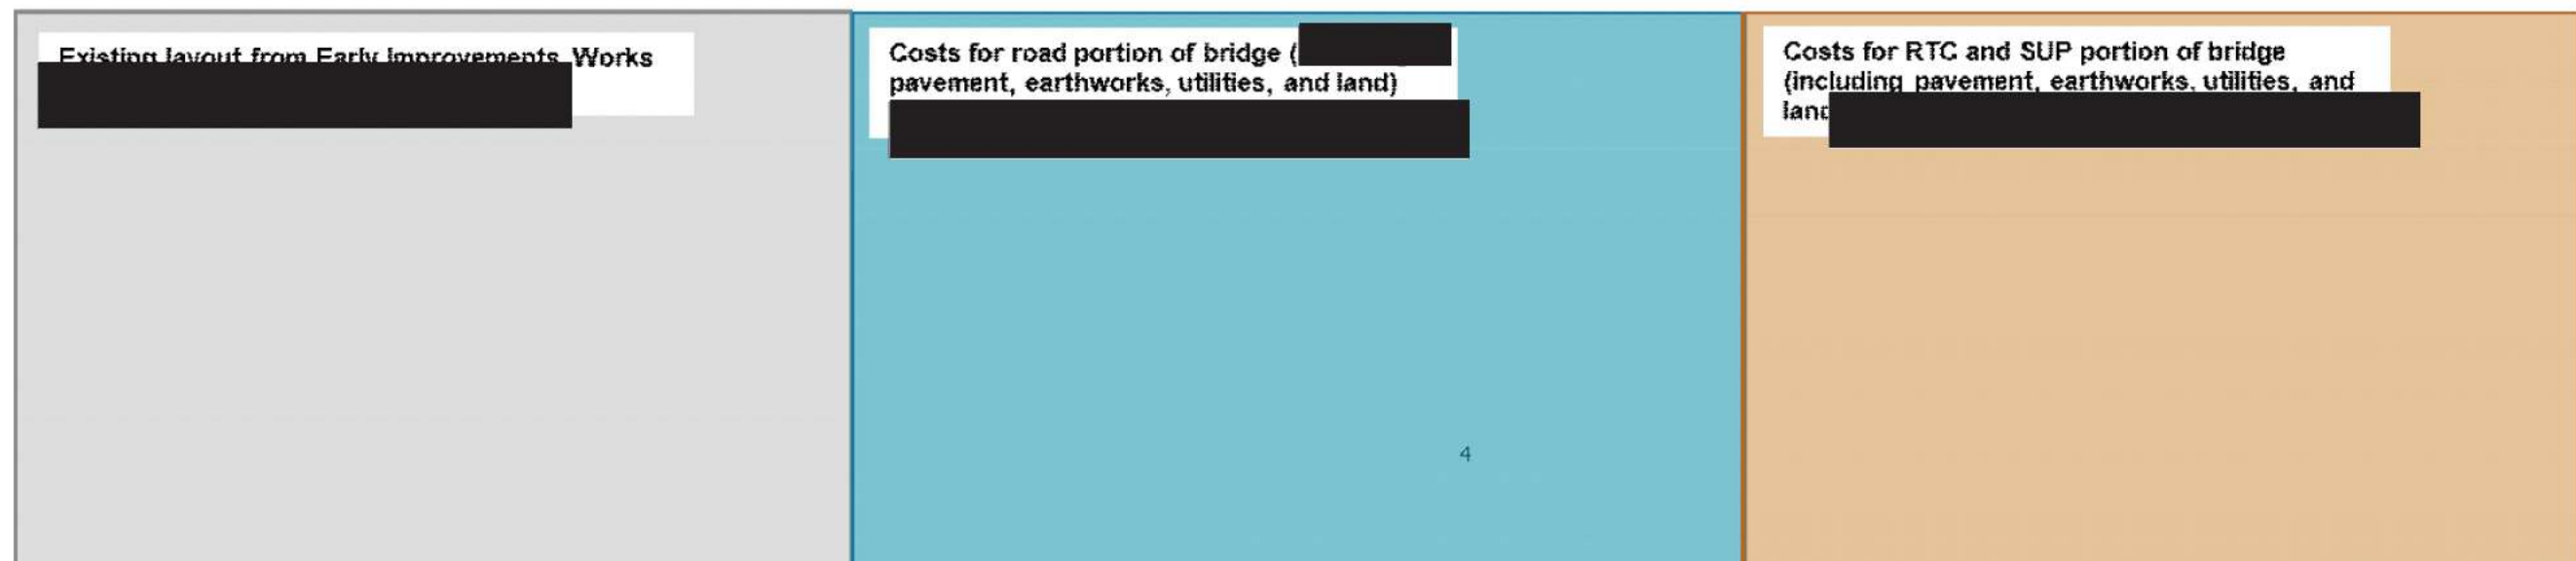 Existing layout from Early Improvements Works
Costs for road portion of bridge (
pavement, earthworks, utilities, and land)
Costs for RTC and SUP portion of bridge
(including pavement, earthworks, utilities, and
land
4